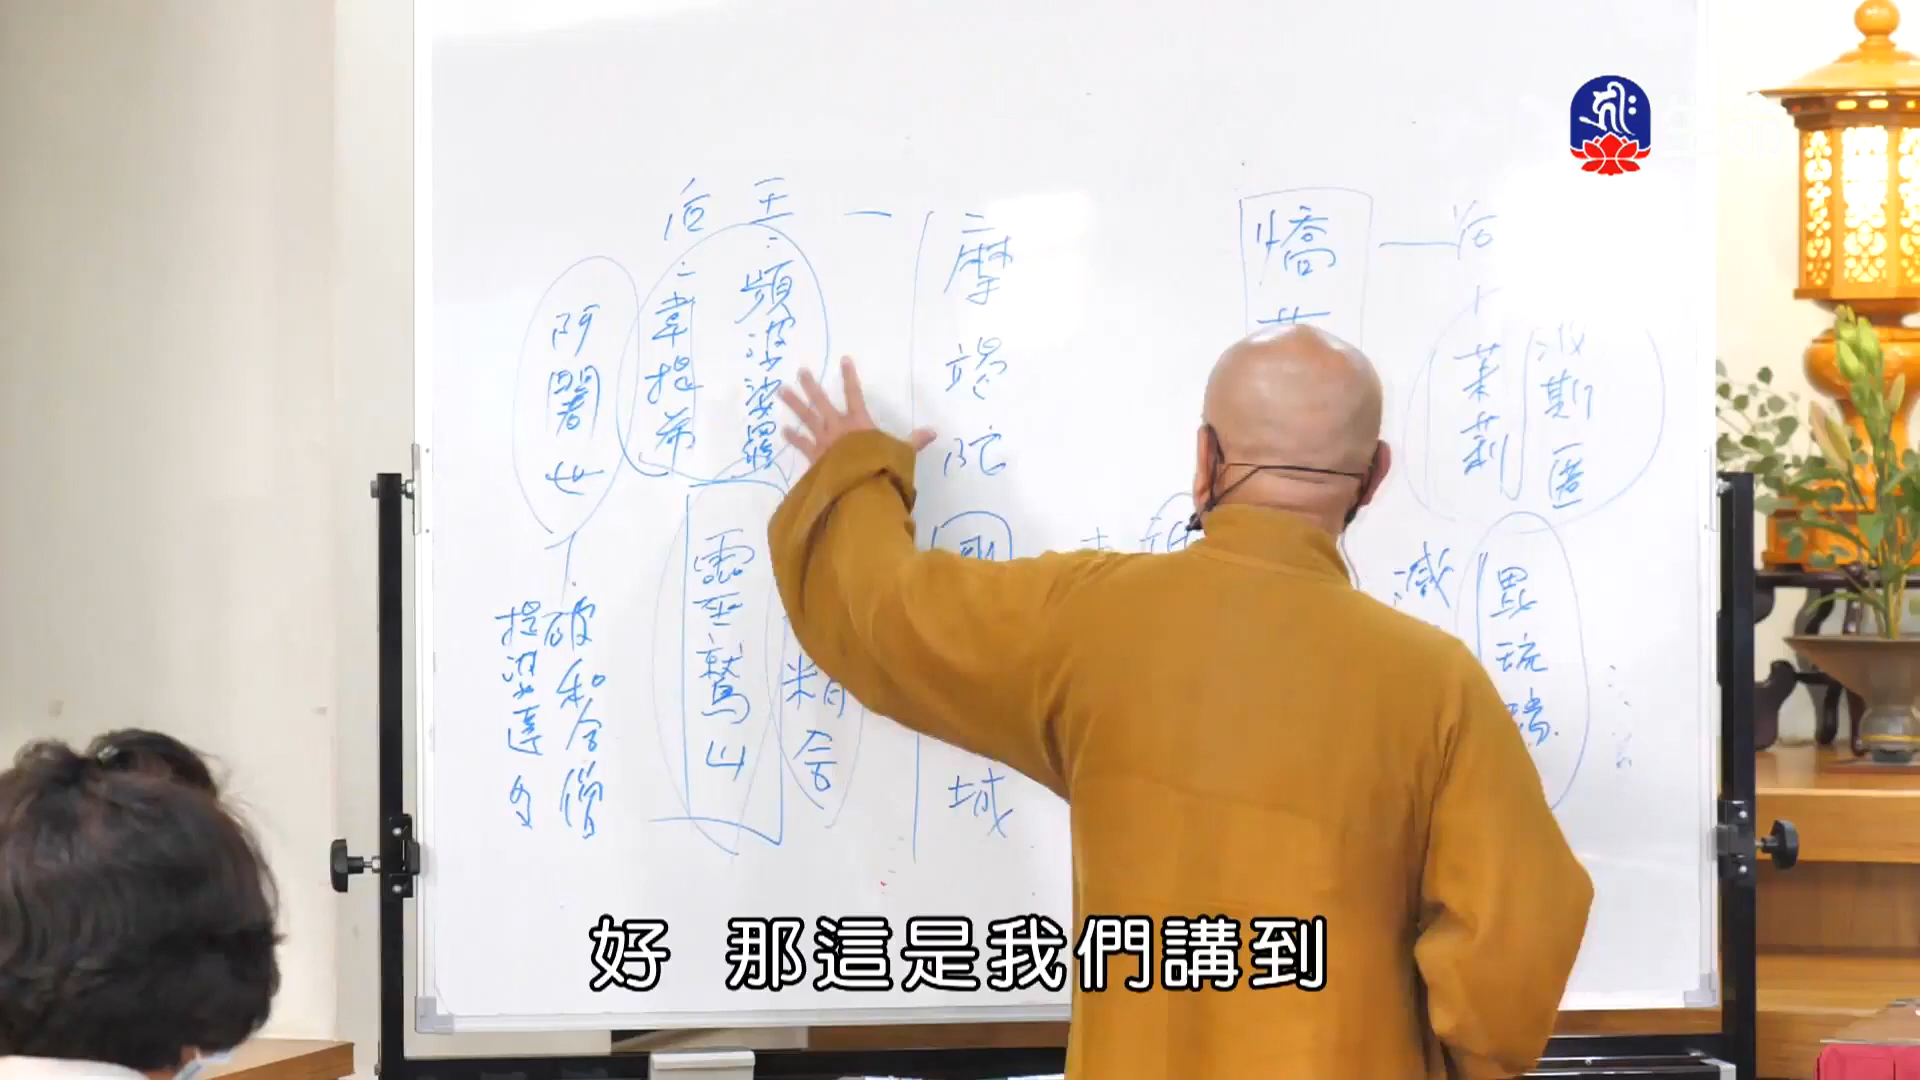 憍
后
波斯匿
茉莉
毘琉璃
滅
摩竭陀國
城
王
頻婆娑羅
后
韋提希
精舍
靈鷲山
阿闍世
破和合僧
提婆達多
好 那這是我們講到